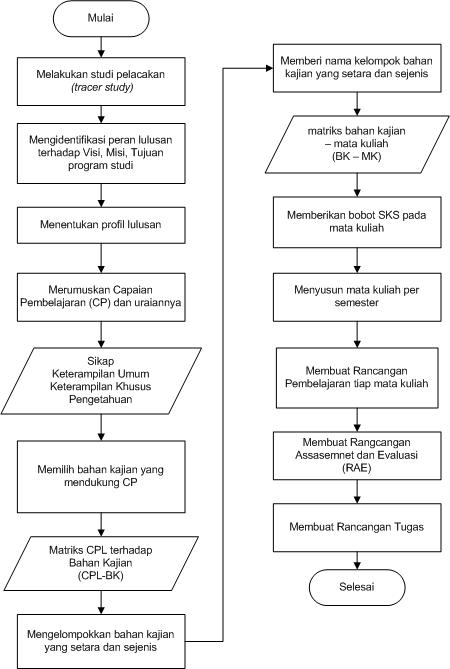 Mulai
Melakukan studi pelacakan
(tracer study)
Mengidentifikasi peran lulusan
terhadap Visi, Misi, Tujuan
program studi
Menentukan profil lulusan
Merumuskan Capaian
Pembelajaran (CP) dan uraiannya
Sikap
Keterampilan Umum
Keterampilan Khusus
Pengetahuan
Memilih bahan kajian yang
mendukung CP
Matriks CPL terhadap
Bahan Kajian
(CPL-BK)
Mengelompokkan bahan kajian
yang setara dan sejenis
Memberi nama kelompok bahan
kajian yang setara dan sejenis
matriks bahan kajian
– mata kuliah
(BK – MK)
Memberikan bobot SKS pada
mata kuliah
Menyusun mata kuliah per
semester
Membuat Rancangan
Pembelajaran tiap mata kuliah
Membuat Rangcangan
Assasemnet dan Evaluasi
(RAE)
Membuat Rancangan Tugas
Selesai